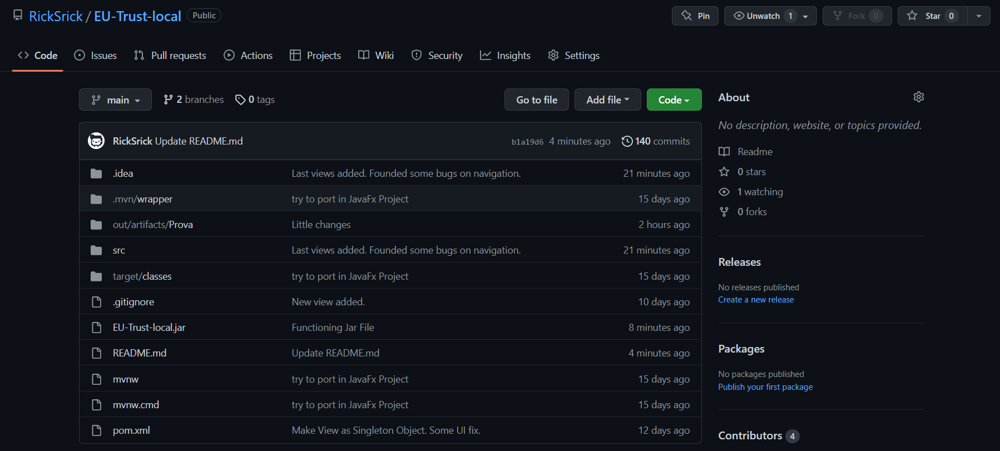 RickSrick / EU-Trust-local Public
Pin
Unwatch 1
Fork 0
Star 0
Code
Issues
Pull requests
Actions
Projects
Wiki
Security
Insights
Settings
main
2 branches
0 tags
Go to file
Add file
Code
RickSrick Update README.md b1a19d6 4 minutes ago 140 commits
.idea Last views added. Founded some bugs on navigation. 21 minutes ago
.mvn/wrapper try to port in JavaFx Project 15 days ago
out/artifacts/Prova Little changes 2 hours ago
src Last views added. Founded some bugs on navigation. 21 minutes ago
target/classes try to port in JavaFx Project 15 days ago
.gitignore New view added. 10 days ago
EU-Trust-local.jar Functioning Jar File 8 minutes ago
README.md Update README.md 4 minutes ago
mvnw try to port in JavaFx Project 15 days ago
mvnw.cmd try to port in JavaFx Project 15 days ago
pom.xml Make View as Singleton Object. Some UI fix. 12 days ago
About
No description, website, or topics provided.
Readme
0 stars
1 watching
0 forks
Releases
No releases published
Create a new release
Packages
No packages published
Publish your first package
Contributors 4